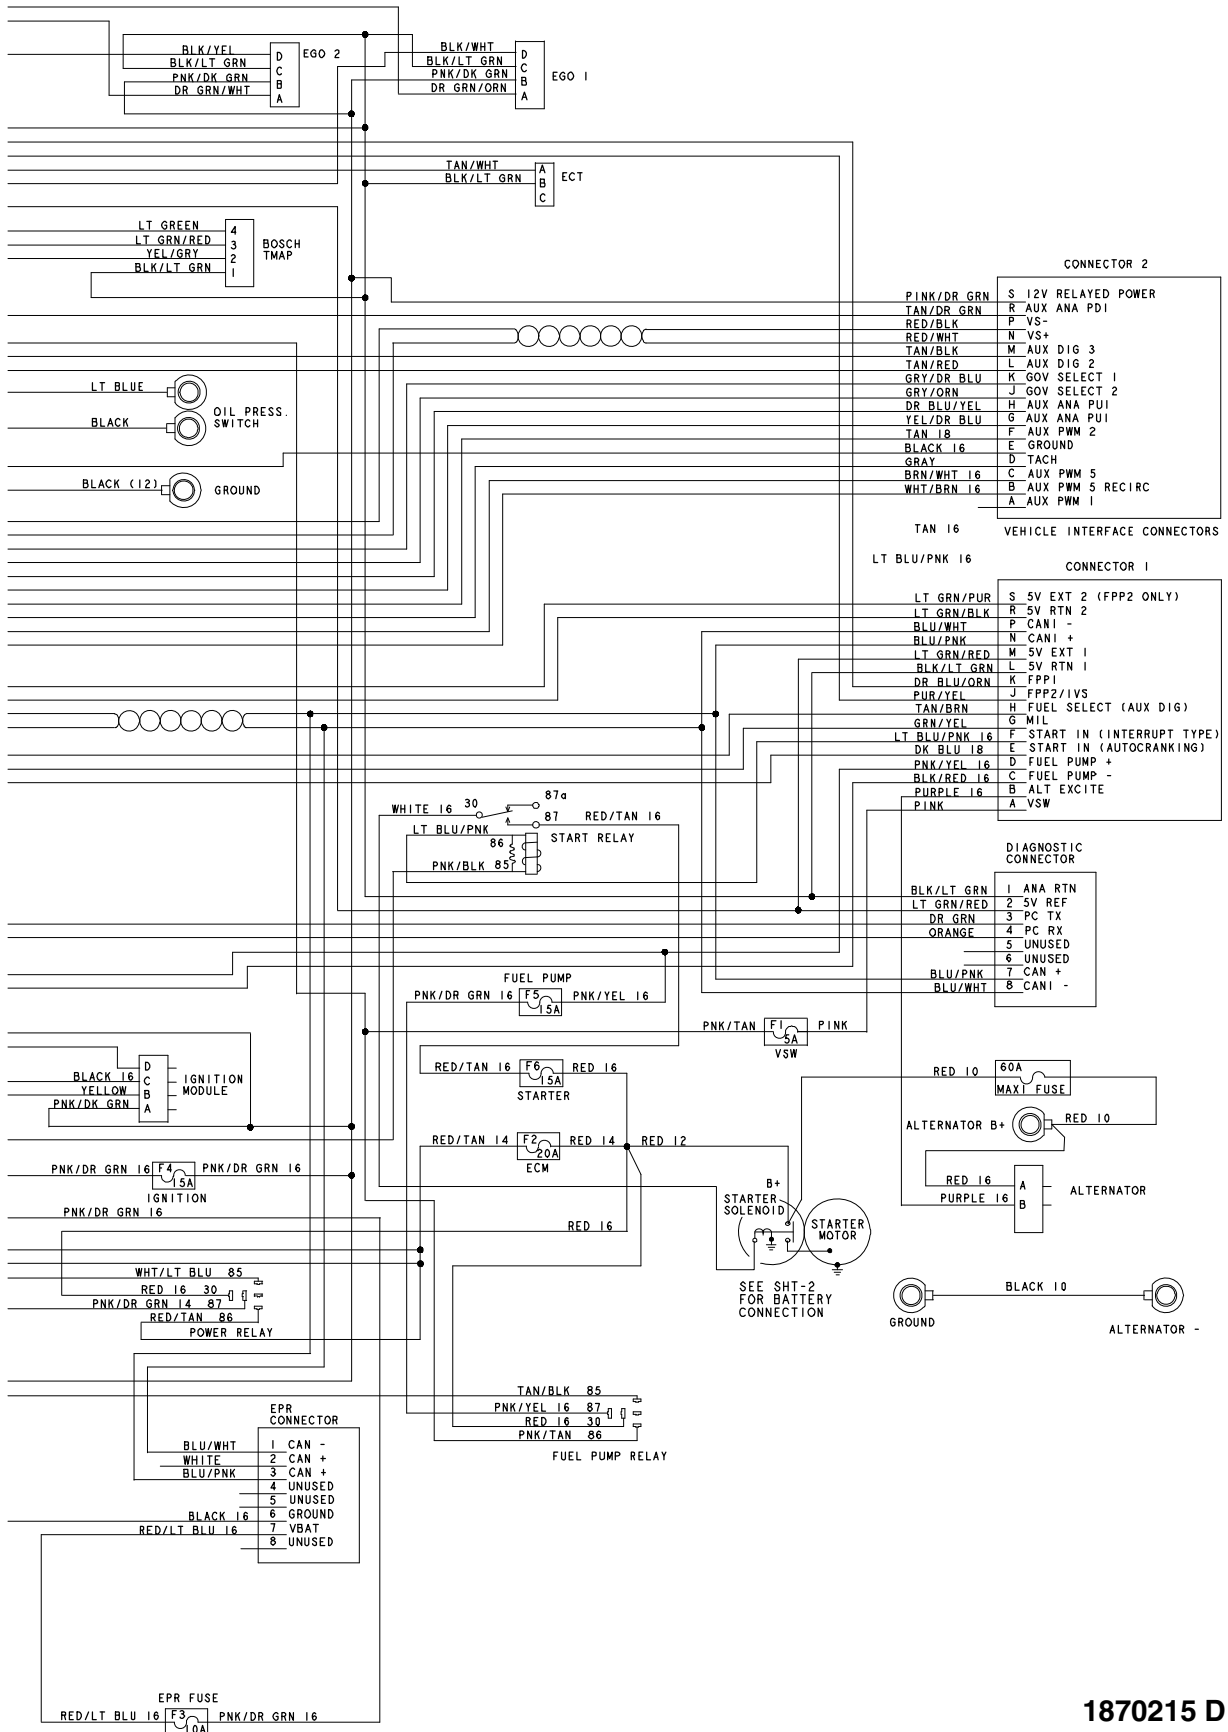 BLK/YEL
BLK/LT GRN
PNK/DK GRN
DR GRN/WHT
D
C
B
A
EGO 2
BLK/WHT
BLK/LT GRN
PNK/DK GRN
DR GRN/ORN
D
C
B
A
EGO 1
TAN/WHT A
BLK/LT GRN B
C
ECT
LT GREEN 4
LT GRN/RED 3
YEL/GRY 2
BLK/LT GRN 1
BOSCH
TMAP
CONNECTOR 2
PINK/DR GRN S 12V RELAYED POWER
TAN/DR GRN R AUX ANA PD1
RED/BLK P VS-
RED/WHT N VS+
TAN/BLK M AUX DIG 3
TAN/RED L AUX DIG 2
GRY/DR BLU K GOV SELECT 1
GRY/ORN J GOV SELECT 2
DR BLU/YEL H AUX ANA PU1
YEL/DR BLU G AUX ANA PU1
TAN 18 F AUX PWM 2
BLACK 16 E GROUND
GRAY D TACH
BRN/WHT 16 C AUX PWM 5
WHT/BRN 16 B AUX PWM 5 RECIRC
A AUX PWM 1
TAN 16
VEHICLE INTERFACE CONNECTORS
LT BLU/PNK 16
LT BLUE
OIL PRESS.
SWITCH
BLACK
BLACK (12)
GROUND
CONNECTOR 1
LT GRN/PUR S 5V EXT 2 (FPP2 ONLY)
LT GRN/BLK R 5V RTN 2
BLU/WHT P CAN1 -
BLU/PNK N CAN1 +
LT GRN/RED M 5V EXT 1
BLK/LT GRN L 5V RTN 1
DR BLU/ORN K FPP1
PUR/YEL J FPP2/IVS
TAN/BRN H FUEL SELECT (AUX DIG)
GRN/YEL G MIL
LT BLU/PNK 16 F START IN (INTERRUPT TYPE)
DK BLU 18 E START IN (AUTOCRANKING)
PNK/YEL 16 D FUEL PUMP +
BLK/RED 16 C FUEL PUMP -
PURPLE 16 B ALT EXCITE
PINK A VSW
WHITE 16 30
87a
87 RED/TAN 16
LT BLU/PNK
START RELAY
86
PNK/BLK 85
DIAGNOSTIC
CONNECTOR
BLK/LT GRN 1 ANA RTN
LT GRN/RED 2 5V REF
DR GRN 3 PC TX
ORANGE 4 PC RX
5 UNUSED
6 UNUSED
BLU/PNK 7 CAN +
BLU/WHT 8 CAN1 -
FUEL PUMP
PNK/DR GRN 16 F5 15A PNK/YEL 16
PNK/TAN F1 5A PINK
VSW
RED/TAN 16 F6 15A RED 16
STARTER
RED/TAN 14 F2 20A RED 14 RED 12
ECM
D
BLACK 16 C
YELLOW B
PNK/DK GRN A
IGNITION
MODULE
PNK/DR GRN 16 F4 15A PNK/DR GRN 16
IGNITION
PNK/DR GRN 16
RED 16
RED 10 60A
MAXI FUSE
ALTERNATOR B+
RED 10
RED 16 A
PURPLE 16 B
ALTERNATOR
B+
STARTER
SOLENOID
STARTER
MOTOR
SEE SHT-2
FOR BATTERY
CONNECTION
GROUND
BLACK 10
ALTERNATOR -
WHT/LT BLU 85
RED 16 30
PNK/DR GRN 14 87
RED/TAN 86
POWER RELAY
TAN/BLK 85
PNK/YEL 16 87
RED 16 30
PNK/TAN 86
FUEL PUMP RELAY
EPR
CONNECTOR
BLU/WHT 1 CAN -
WHITE 2 CAN +
BLU/PNK 3 CAN +
4 UNUSED
5 UNUSED
BLACK 16 6 GROUND
RED/LT BLU 16 7 VBAT
8 UNUSED
EPR FUSE
RED/LT BLU 16 F3 10A PNK/DR GRN 16
1870215 D